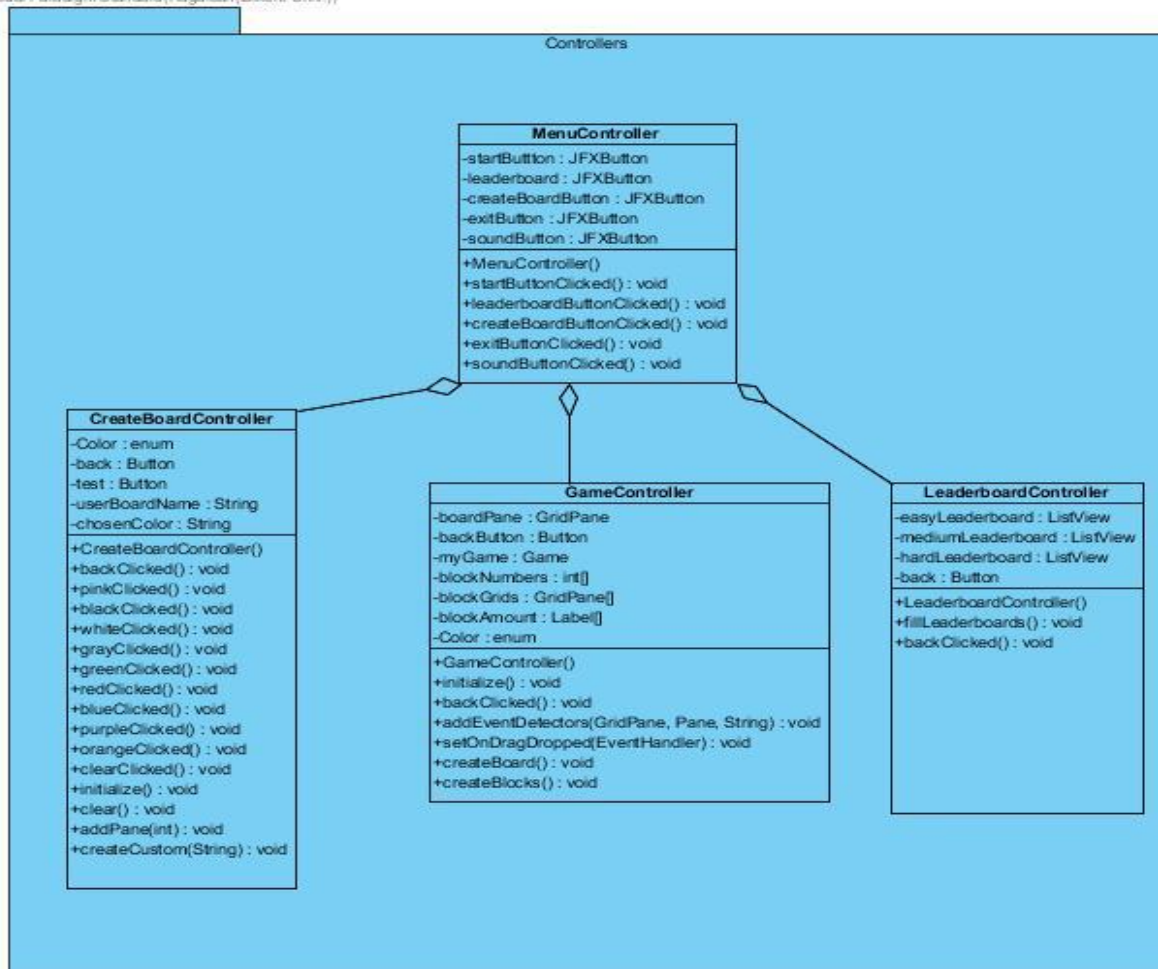 Controllers
MenuController
-startButtton : JFXButton
-leaderboard : JFXButton
-createBoardButton : JFXButton
-exitButton : JFXButton
-soundButton : JFXButton
+MenuController()
+startButtonClicked() : void
+leaderboardButtonClicked() : void
+createBoardButtonClicked() : void
+exitButtonClicked() : void
+soundButtonClicked() : void
CreateBoardController
-Color : enum
-back : Button
-test : Button
-userBoardName : String
-chosenColor : String
+CreateBoardController()
+backClicked() : void
+pinkClicked() : void
+blackClicked() : void
+whiteClicked() : void
+grayClicked() : void
+greenClicked() : void
+redClicked() : void
+blueClicked() : void
+purpleClicked() : void
+orangeClicked() : void
+clearClicked() : void
+initialize() : void
+clear() : void
+addPane(int) : void
+createCustom(String) : void
GameController
-boardPane : GridPane
-backButton : Button
-myGame : Game
-blockNumbers : int[]
-blockGrids : GridPane[]
-blockAmount : Label[]
-Color : enum
+GameController()
+initialize() : void
+backClicked() : void
+addEventDetectors(GridPane, Pane, String) : void
+setOnDragDropped(EventHandler) : void
+createBoard() : void
+createBlocks() : void
LeaderboardController
-easyLeaderboard : ListView
-mediumLeaderboard : ListView
-hardLeaderboard : ListView
-back : Button
+LeaderboardController()
+fillLeaderboards() : void
+backClicked() : void